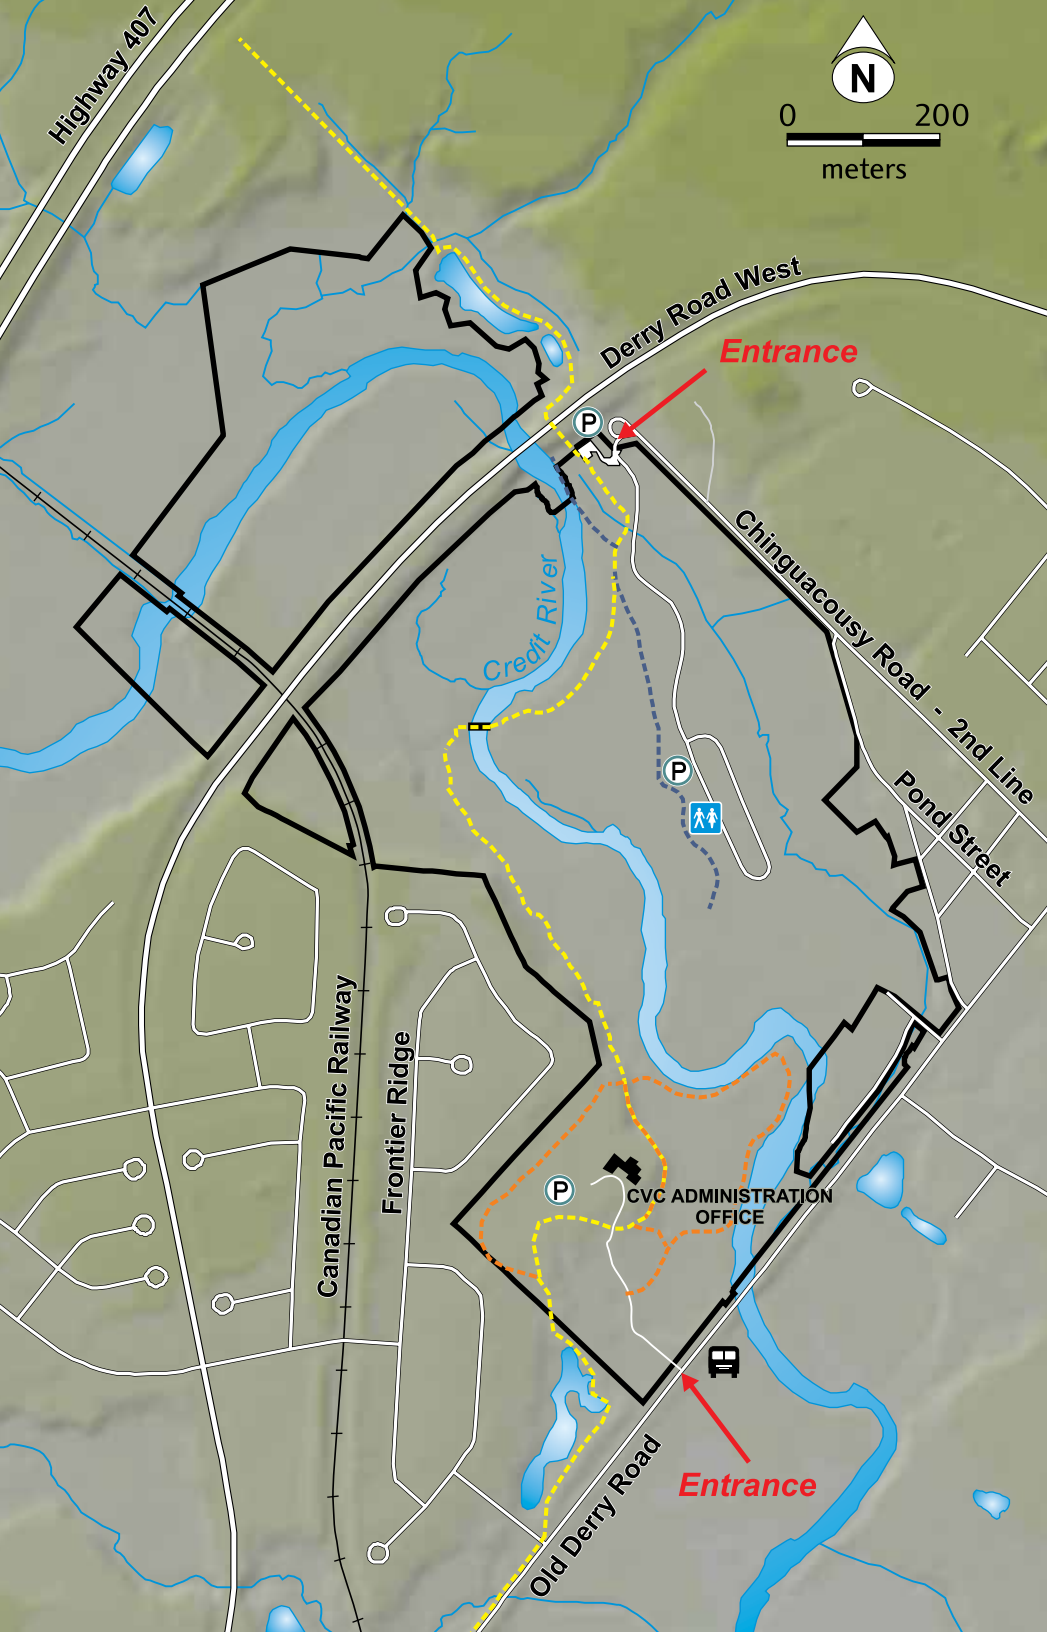 Highway 407
N
0 200
meters
Derry Road West
Entrance
P
Chinguacousy Road - 2nd Line
Credit River
P
Pond Street
Canadian Pacific Railway
Frontier Ridge
P
CVC ADMINISTRATION
OFFICE
Entrance
Old Derry Road